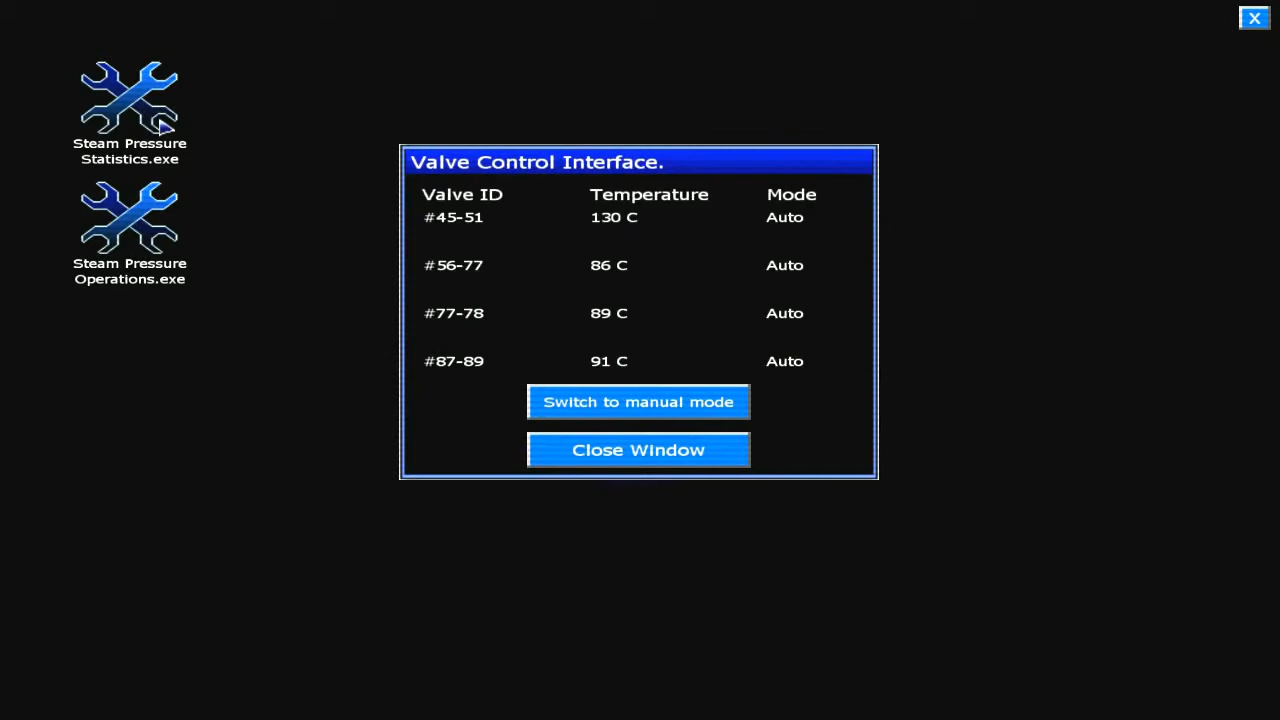 X
Steam Pressure
Statistics.exe
Steam Pressure
Operations.exe
Valve Control Interface.
Valve ID Temperature Mode
#45-51 130 C Auto
#56-77 86 C Auto
#77-78 89 C Auto
#87-89 91 C Auto
Switch to manual mode
Close Window